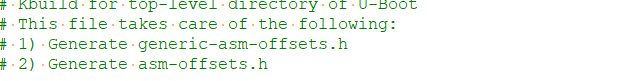 # Kbuild for top-level directory of U-Boot
# This file takes care of the following:
# 1) Generate generic-asm-offsets.h
# 2) Generate asm-offsets.h